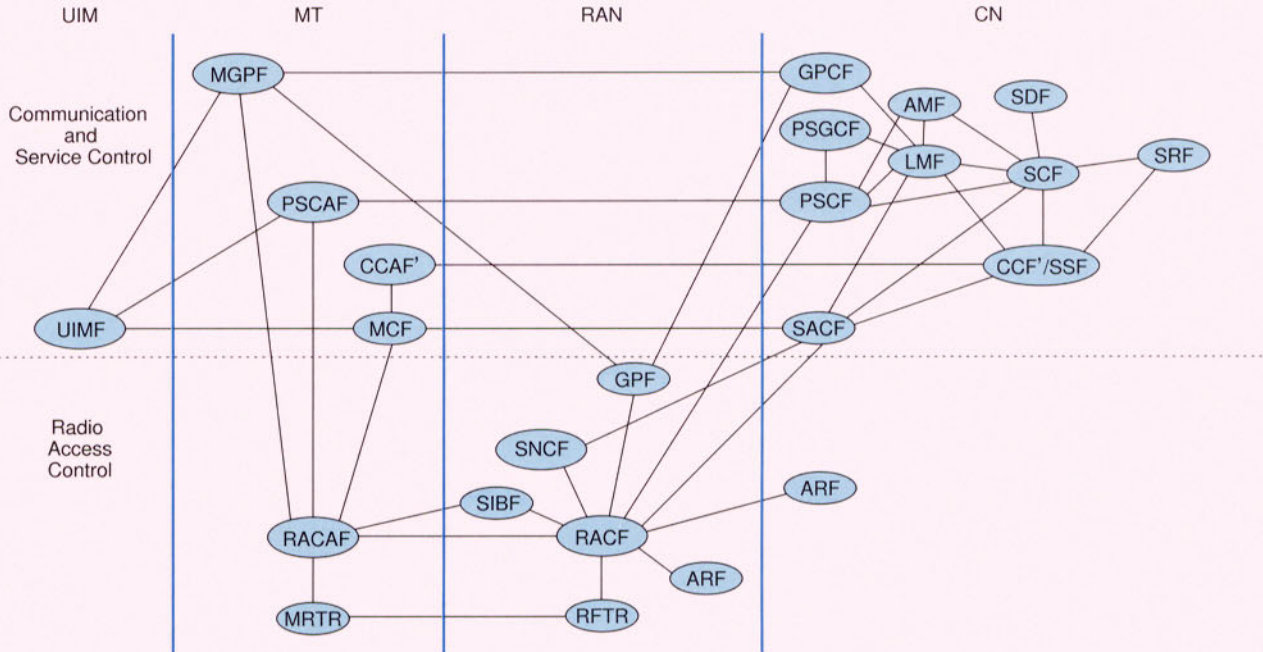 UIM
MT
RAN
CN
Communication
and
Service Control
MGPF
GPCF
AMF
SDF
PSGCF
LMF
SRF
SCF
PSCAF
PSCF
CCAF'
CCF'/SSF
UIMF
MCF
SACF
GPF
Radio
Access
Control
SNCF
SIBF
ARF
RACAF
RACF
ARF
MRTR
RFTR